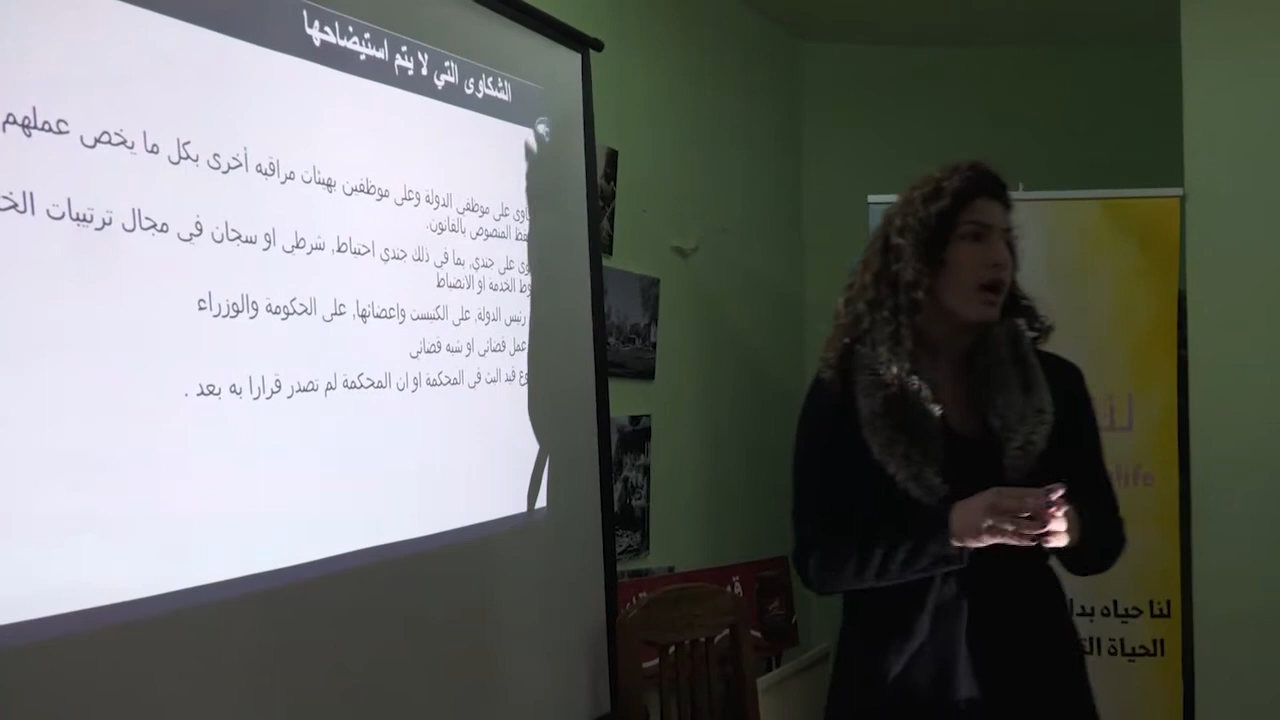 الشكاوى التي لا يتم استيضاحها
على موظفي الدولة وعلى موظفين بهيئات مراقبه أخرى بكل ما يخص عملهم
المنصوص بالقانون.
على جندي, بما في ذلك جندي احتياط, شرطي او سجان في مجال ترتيبات
الخدمة او الانضباط
رئيس الدولة, على الكنيست واعضائها, على الحكومة والوزراء
عمل قضائي او شبه قضائي
قيد البث في المحكمة او ان المحكمة لم تصدر قرارا به بعد .
life
لنا حياه
الحياة